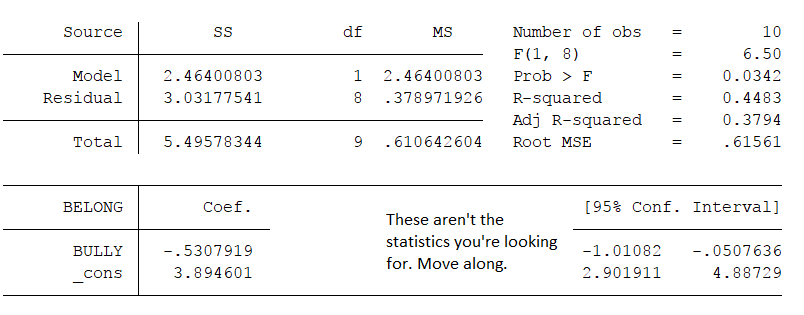 Source SS df MS Number of obs = 10
F(1, 8) = 6.50
Model 2.46400803 1 2.46400803 Prob > F = 0.0342
Residual 3.03177541 8 .378971926 R-squared = 0.4483
Adj R-squared = 0.3794
Total 5.49578344 9 .610642604 Root MSE = .61561
BELONG Coef. [95% Conf. Interval]
These aren't the
statistics you're looking
for. Move along.
BULLY -.5307919 -1.01082 -.0507636
_cons 3.894601 2.901911 4.88729